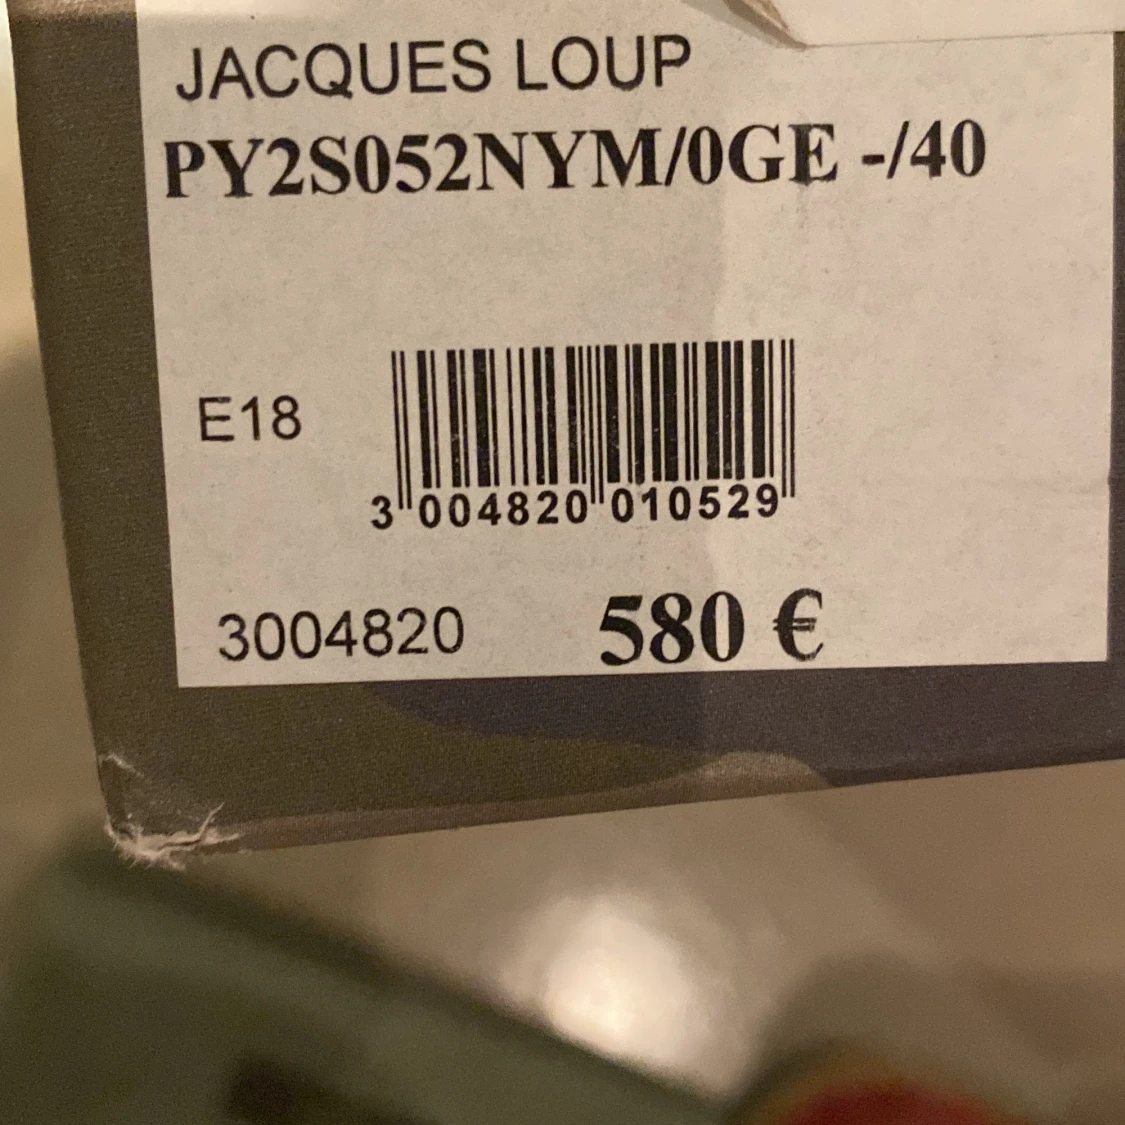 JACQUES LOUP
PY2S052NYM/0GE -/40
E18
3 004820 010529
3004820 580 €